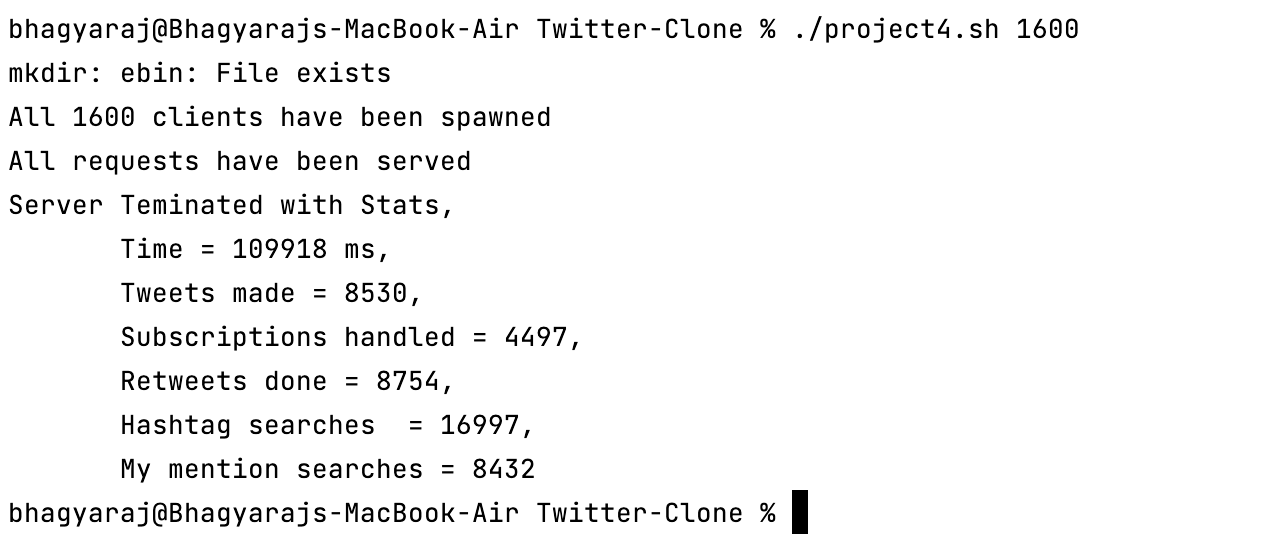 bhagyaraj@Bhagyarajs-MacBook-Air Twitter-Clone % ./project4.sh 1600
mkdir: ebin: File exists
All 1600 clients have been spawned
All requests have been served
Server Teminated with Stats,
Time = 109918 ms,
Tweets made = 8530,
Subscriptions handled = 4497,
Retweets done = 8754,
Hashtag searches  = 16997,
My mention searches = 8432
bhagyaraj@Bhagyarajs-MacBook-Air Twitter-Clone %